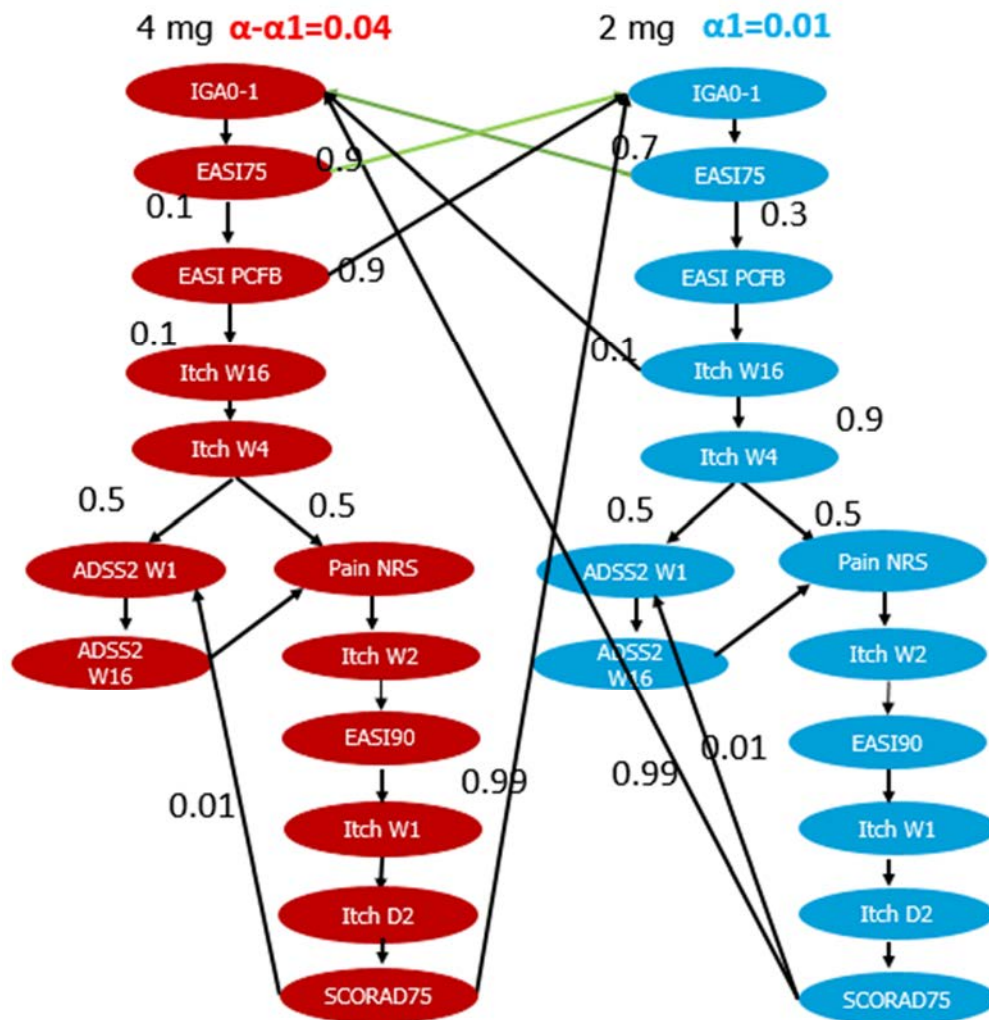 4 mg α-α1=0.04 2 mg α1=0.01
IGA0-1 IGA0-1
EASI75 0.9 0.7 EASI75
0.1 0.3
EASI PCFB 0.9 EASI PCFB
0.1 0.1
Itch W16 Itch W16
0.9
Itch W4 Itch W4
0.5 0.5 0.5 0.5
ADSS2 W1 Pain NRS ADSS2 W1 Pain NRS
ADSS2 Itch W2 ADSS2 Itch W2
W16 W16
EASI90 EASI90
0.01 0.99 0.99 0.01
Itch W1 Itch W1
Itch D2 Itch D2
SCORAD75 SCORAD75